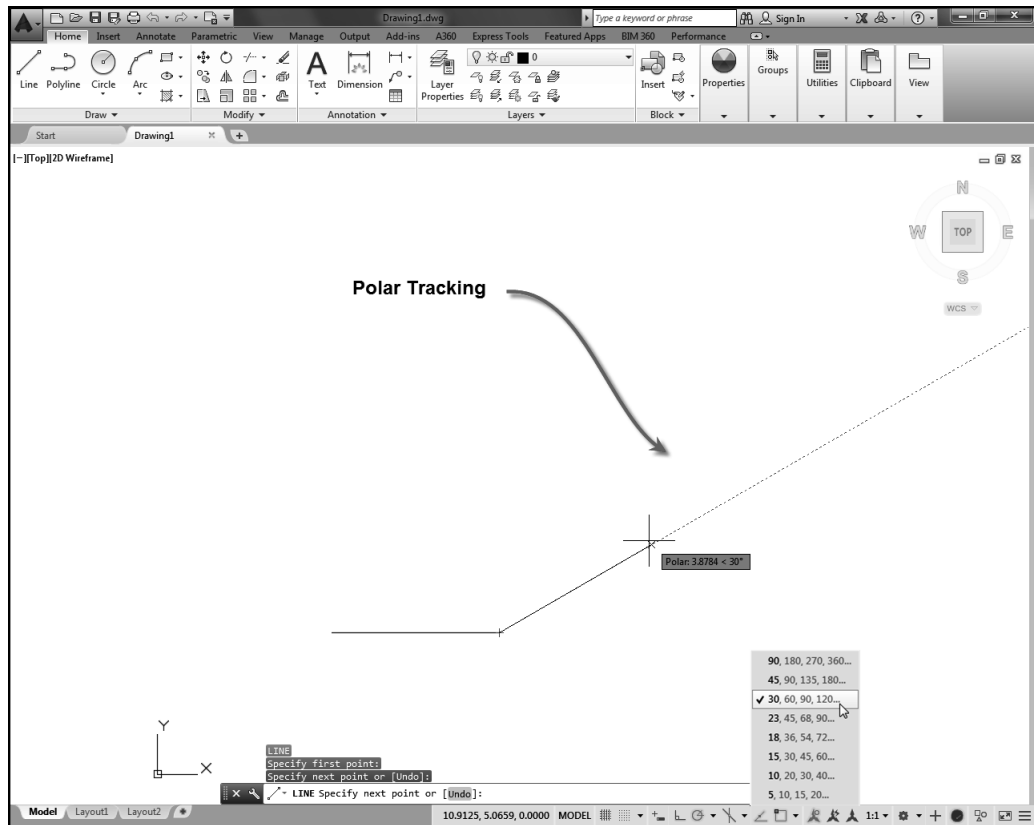 Drawing1.dwg
Type a keyword or phrase
Sign In
Home Insert Annotate Parametric View Manage Output Add-ins A360 Express Tools Featured Apps BIM 360 Performance
0
Line Polyline Circle Arc
Text Dimension
Layer
Properties
Insert
Properties
Groups
Utilities
Clipboard
View
Draw
Modify
Annotation
Layers
Block
Start
Drawing1
[−][Top][2D Wireframe]
N
W TOP E
S
WCS
Polar Tracking
Polar: 3.8784 < 30°
90, 180, 270, 360...
45, 90, 135, 180...
30, 60, 90, 120...
23, 45, 68, 90...
18, 36, 54, 72...
15, 30, 45, 60...
10, 20, 30, 40...
5, 10, 15, 20...
Y
X
LINE
Specify first point:
Specify next point or [Undo]:
LINE Specify next point or [Undo]:
Model Layout1 Layout2
10.9125, 5.0659, 0.0000 MODEL 1:1